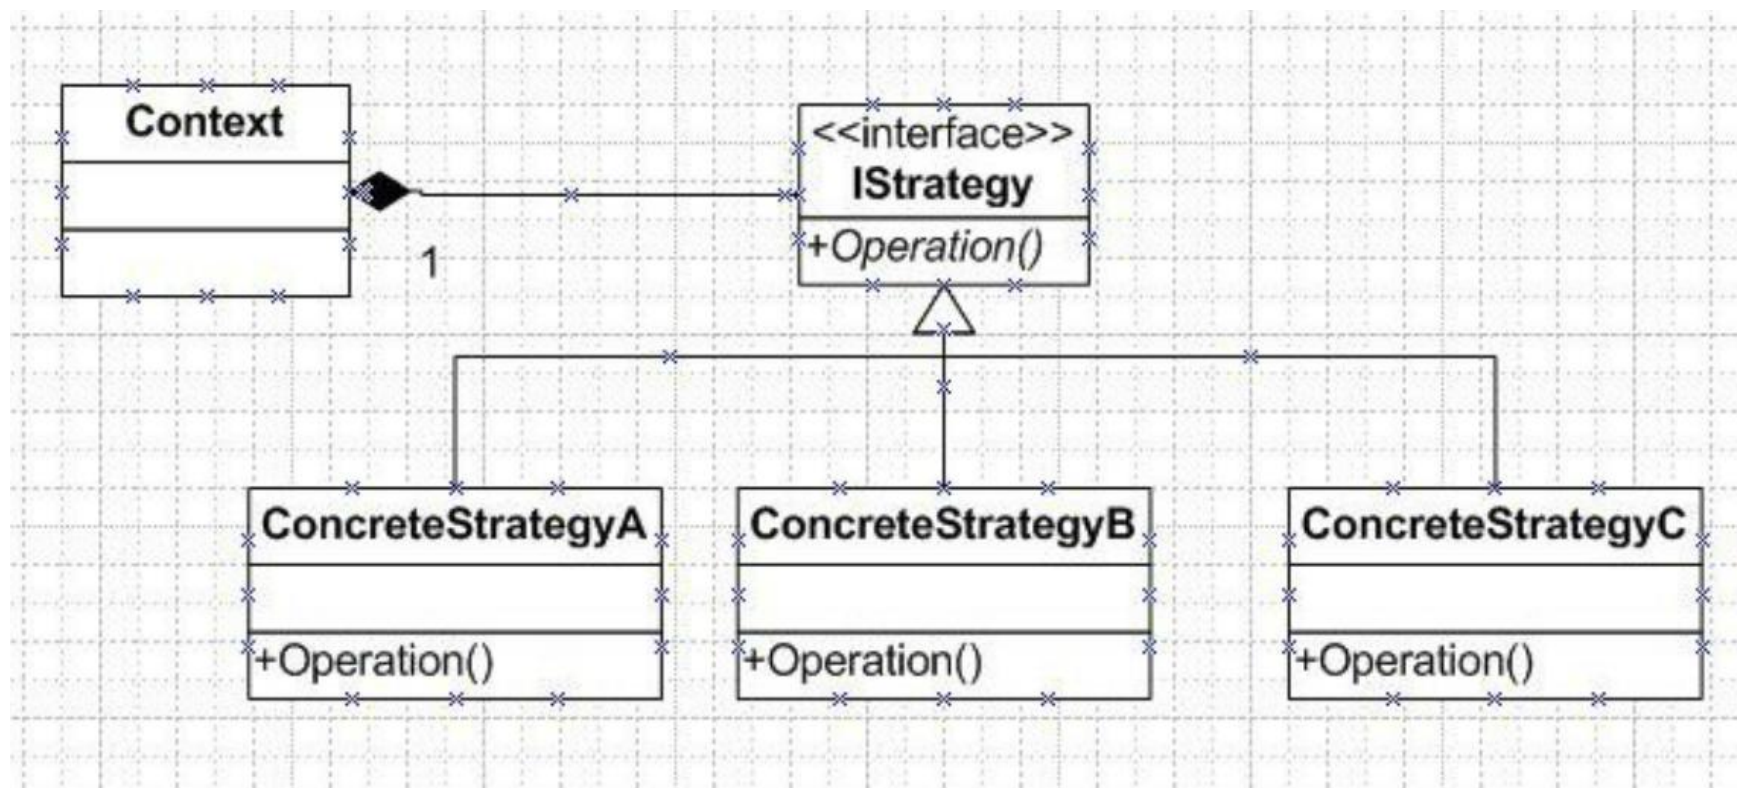 Context
<<interface>>
IStrategy
+Operation()
1
ConcreteStrategyA
+Operation()
ConcreteStrategyB
+Operation()
ConcreteStrategyC
+Operation()